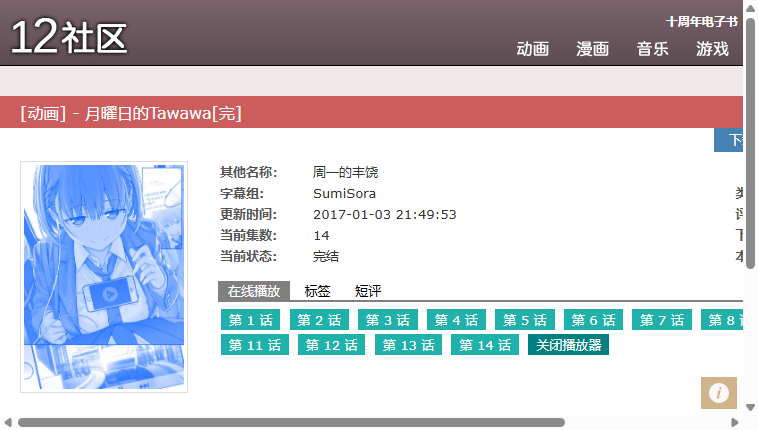 12社区
十周年电子书
动画 漫画 音乐 游戏
[动画] - 月曜日的Tawawa[完]
下
其他名称: 周一的丰饶
字幕组: SumiSora
更新时间: 2017-01-03 21:49:53
当前集数: 14
当前状态: 完结
在线播放 标签 短评
第 1 话 第 2 话 第 3 话 第 4 话 第 5 话 第 6 话 第 7 话 第 8
第 11 话 第 12 话 第 13 话 第 14 话 关闭播放器